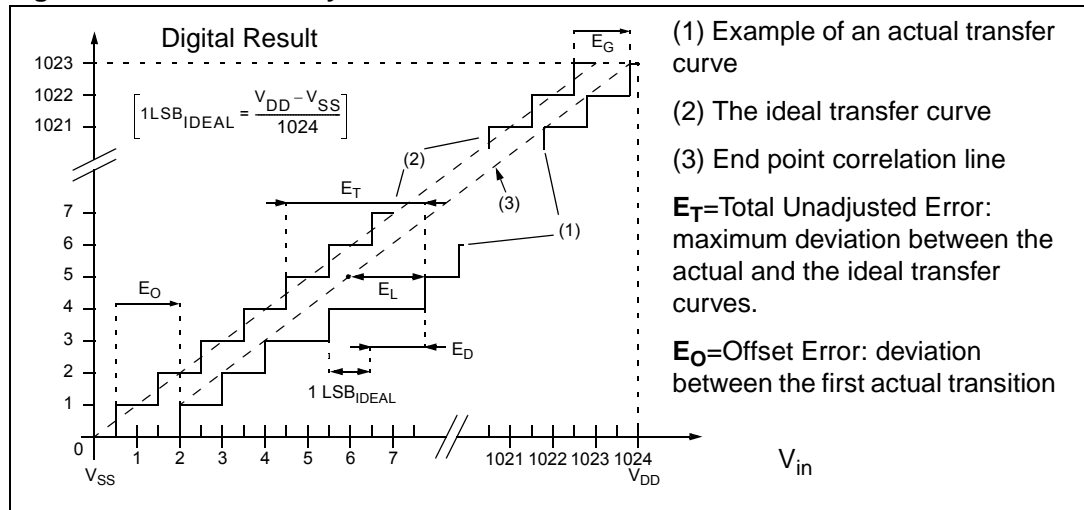 Digital Result
1023
1022
1021
[1LSB_IDEAL = (V_DD – V_SS) / 1024]
E_G
(2)
E_T
(3)
(1)
7
6
5
4
3
2
1
0
E_O
E_L
E_D
1 LSB_IDEAL
1 2 3 4 5 6 7 1021 1022 1023 1024
V_SS
V_DD
V_in
(1) Example of an actual transfer
curve
(2) The ideal transfer curve
(3) End point correlation line
E_T=Total Unadjusted Error:
maximum deviation between the
actual and the ideal transfer
curves.
E_O=Offset Error: deviation
between the first actual transition